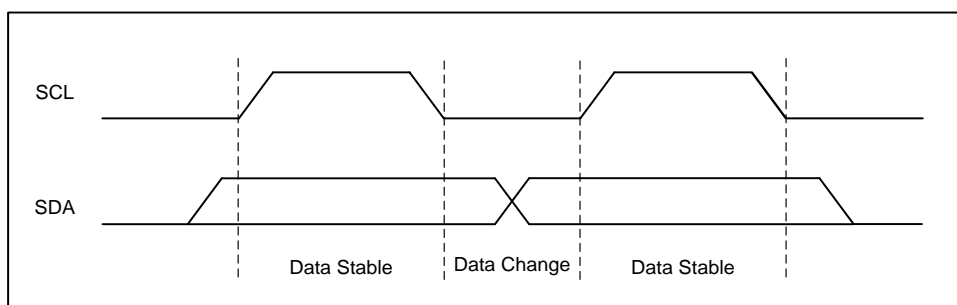 SCL
SDA
Data Stable
Data Change
Data Stable